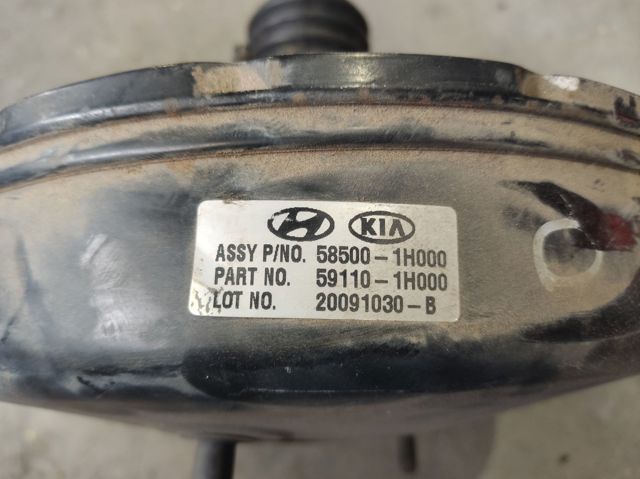 KIA
ASSY P/NO. 58500-1H000
PART NO. 59110-1H000
LOT NO. 20091030-B